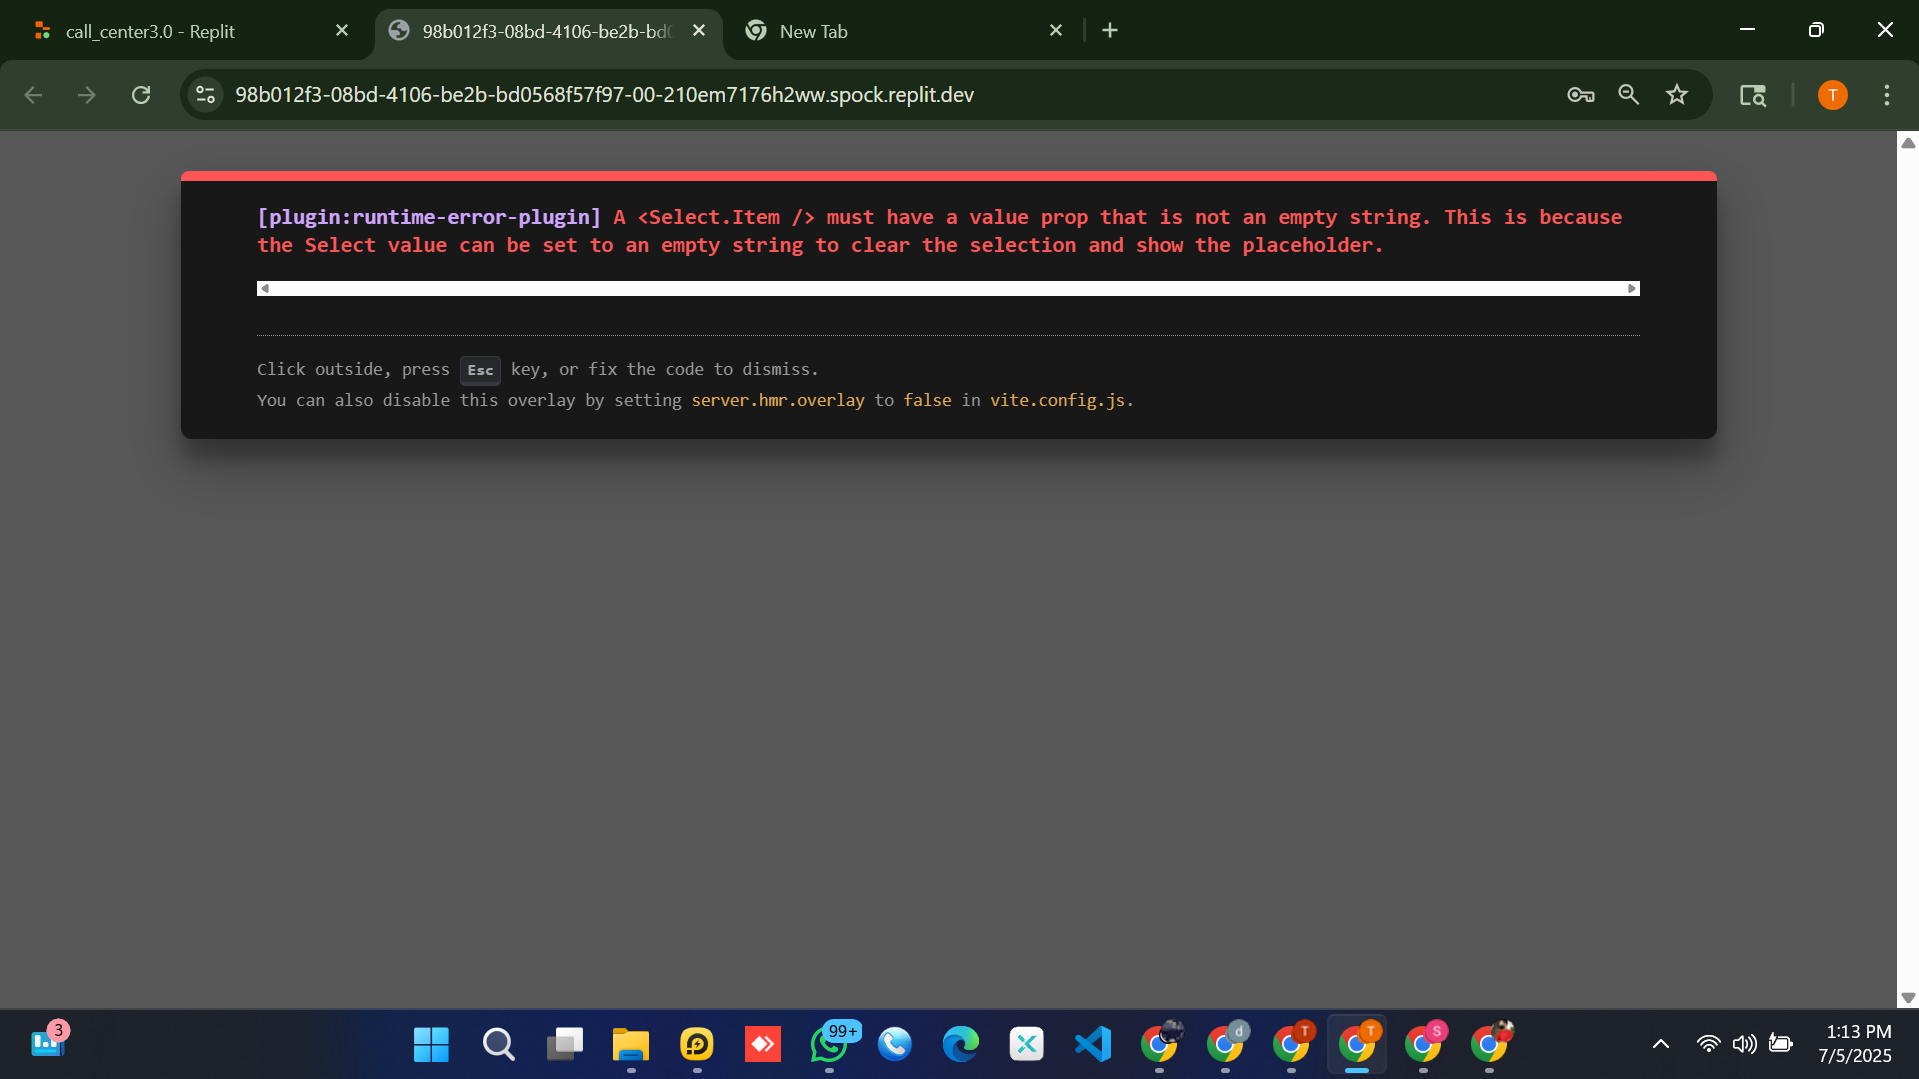 call_center3.0 - Replit
98b012f3-08bd-4106-be2b-bd0
New Tab
98b012f3-08bd-4106-be2b-bd0568f57f97-00-210em7176h2ww.spock.replit.dev
T
[plugin:runtime-error-plugin] A <Select.Item /> must have a value prop that is not an empty string. This is because
the Select value can be set to an empty string to clear the selection and show the placeholder.
Click outside, press Esc key, or fix the code to dismiss.
You can also disable this overlay by setting server.hmr.overlay to false in vite.config.js.
3
99+
d
T
T
S
1:13 PM
7/5/2025